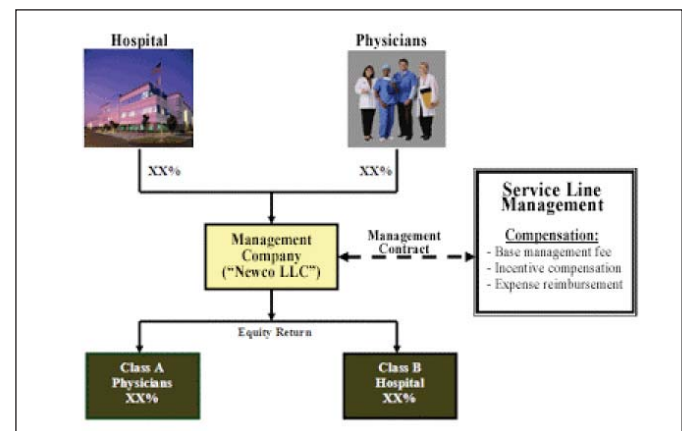 Hospital
Physicians
XX%
XX%
Management
Company
("Newco LLC")
Management
Contract
Service Line
Management
Compensation:
- Base management fee
- Incentive compensation
- Expense reimbursement
Equity Return
Class A
Physicians
XX%
Class B
Hospital
XX%